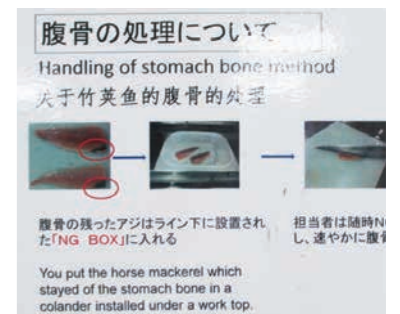 腹骨の処理について
Handling of stomach bone method
关于竹荚鱼的腹骨的处理
腹骨の残ったアジはライン下に設置され
た「NG BOX」に入れる
担当者は随時N
し、速やかに腹骨
You put the horse mackerel which
stayed of the stomach bone in a
colander installed under a work top.